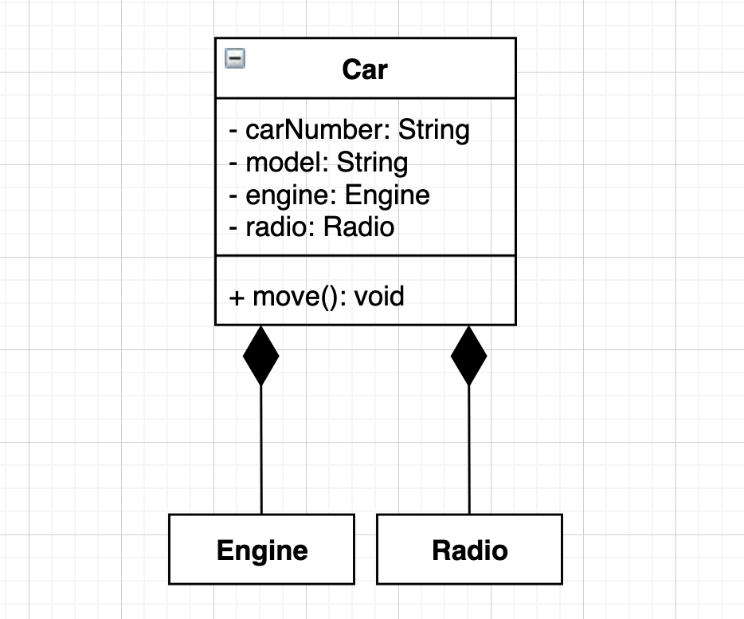 Car
- carNumber: String
- model: String
- engine: Engine
- radio: Radio
+ move(): void
Engine
Radio